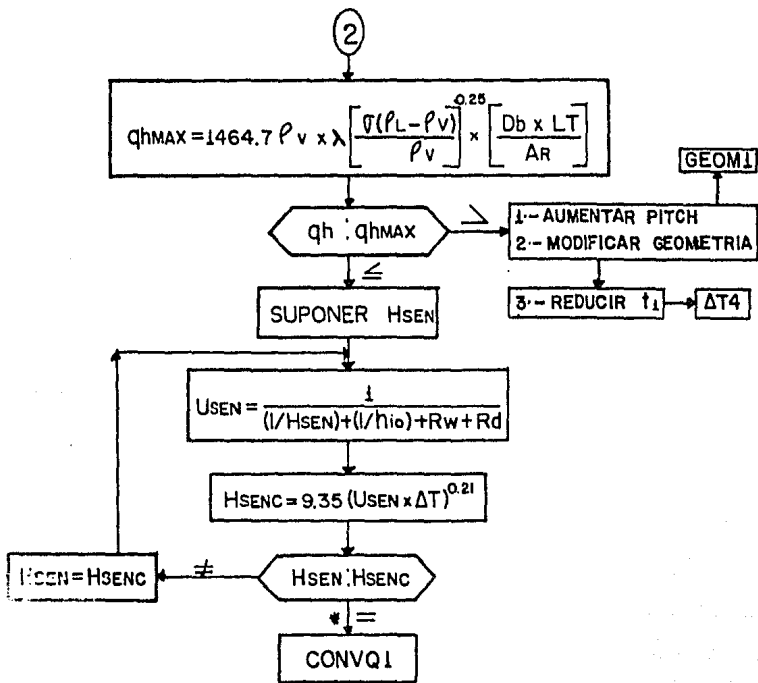 2
qhMAX = 1464.7 ρv x λ [σ(ρL-ρv) / ρv]^0.25 x [Db x LT / AR]
GEOM1
qh : qhMAX
>
1.- AUMENTAR PITCH
2.- MODIFICAR GEOMETRIA
≤
3.- REDUCIR t1
ΔT4
SUPONER HSEN
USEN = 1 / (1/HSEN)+(1/hio)+Rw+Rd
HSENC = 9.35 (USEN x ΔT)^0.21
HSEN = HSENC
≠
HSEN : HSENC
* =
CONVQ1